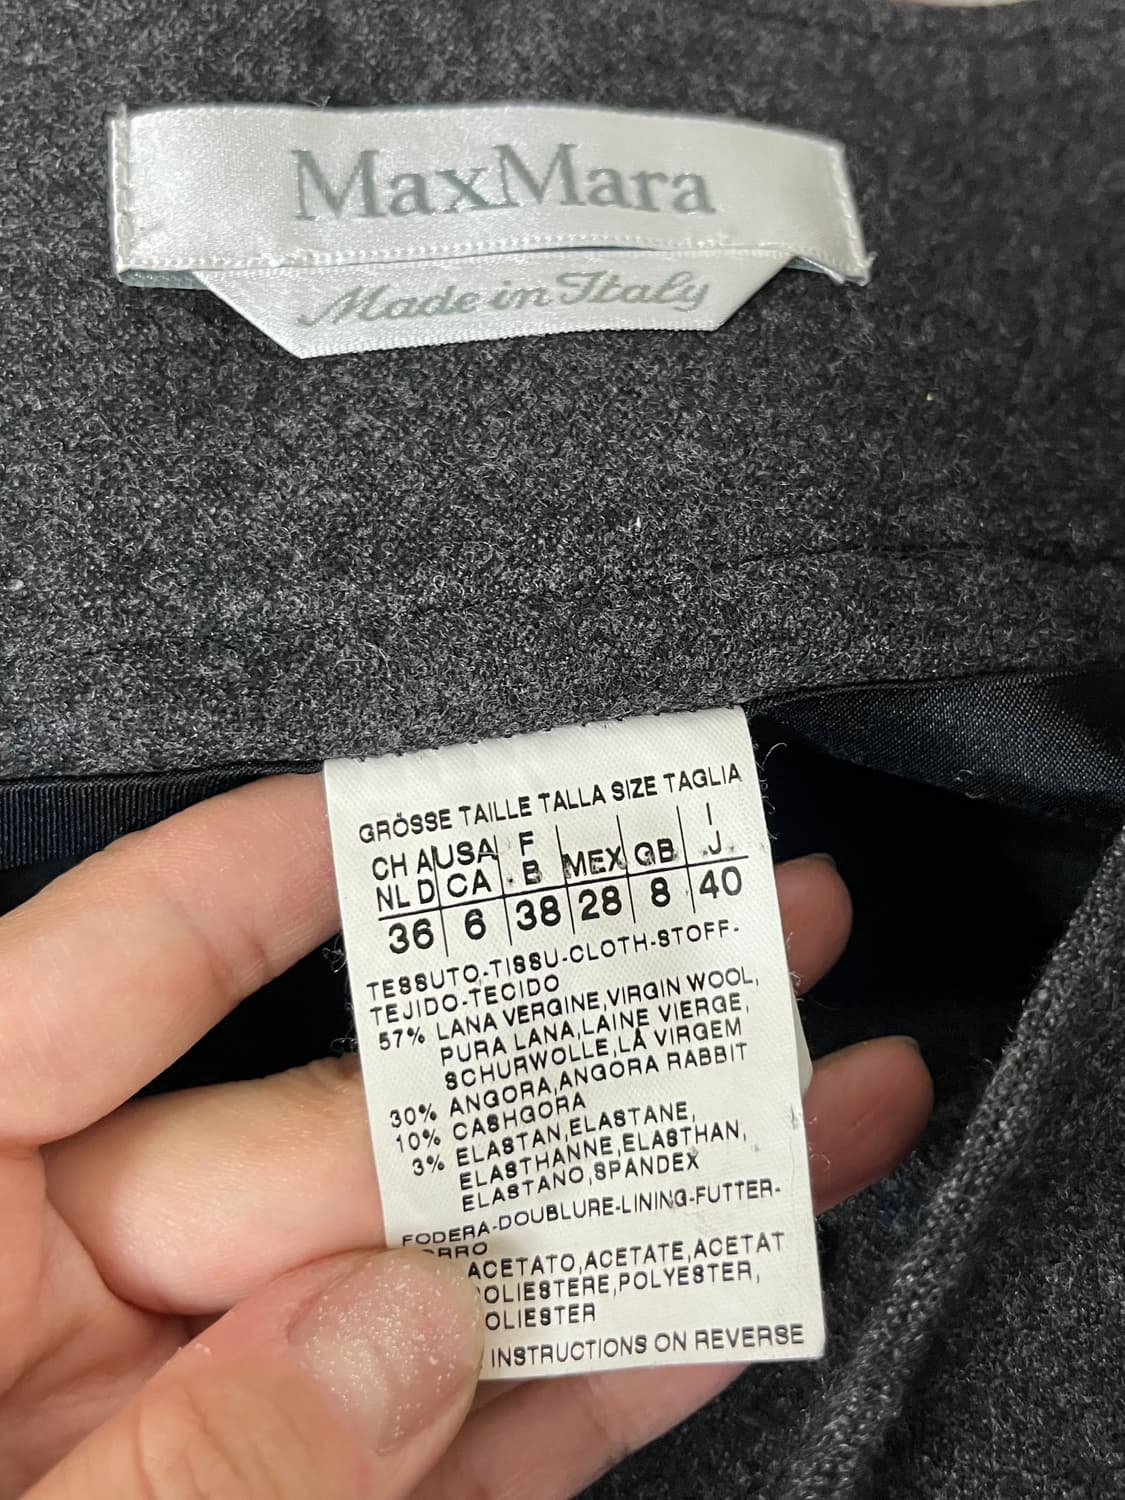 MaxMara
Made in Italy
GRÖSSE TAILLE TALLA SIZE TAGLIA
CH A USA F MEX GB I
NL D CA B J
36 6 38 28 8 40
TESSUTO-TISSU-CLOTH-STOFF-
TEJIDO-TECIDO
57% LANA VERGINE,VIRGIN WOOL,
PURA LANA,LAINE VIERGE,
SCHURWOLLE,LÃ VIRGEM
30% ANGORA,ANGORA RABBIT
10% CASHGORA
3% ELASTAN,ELASTANE,
ELASTHANNE,ELASTHAN,
ELASTANO,SPANDEX
FODERA-DOUBLURE-LINING-FUTTER-
ACETATO,ACETATE,ACETAT
POLYESTER,
INSTRUCTIONS ON REVERSE